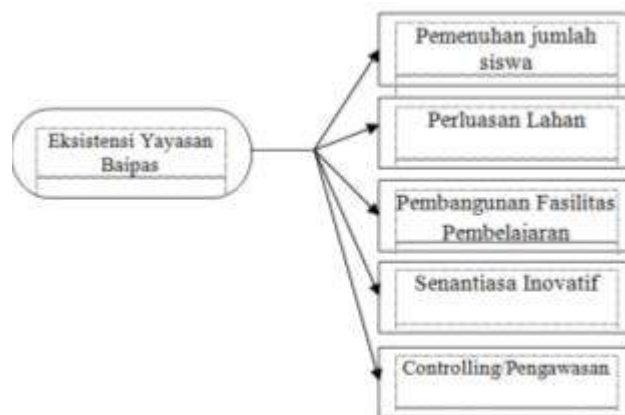 Eksistensi Yayasan
Baipas
Pemenuhan jumlah
siswa
Perluasan Lahan
Pembangunan Fasilitas
Pembelajaran
Senantiasa Inovatif
Controlling/Pengawasan